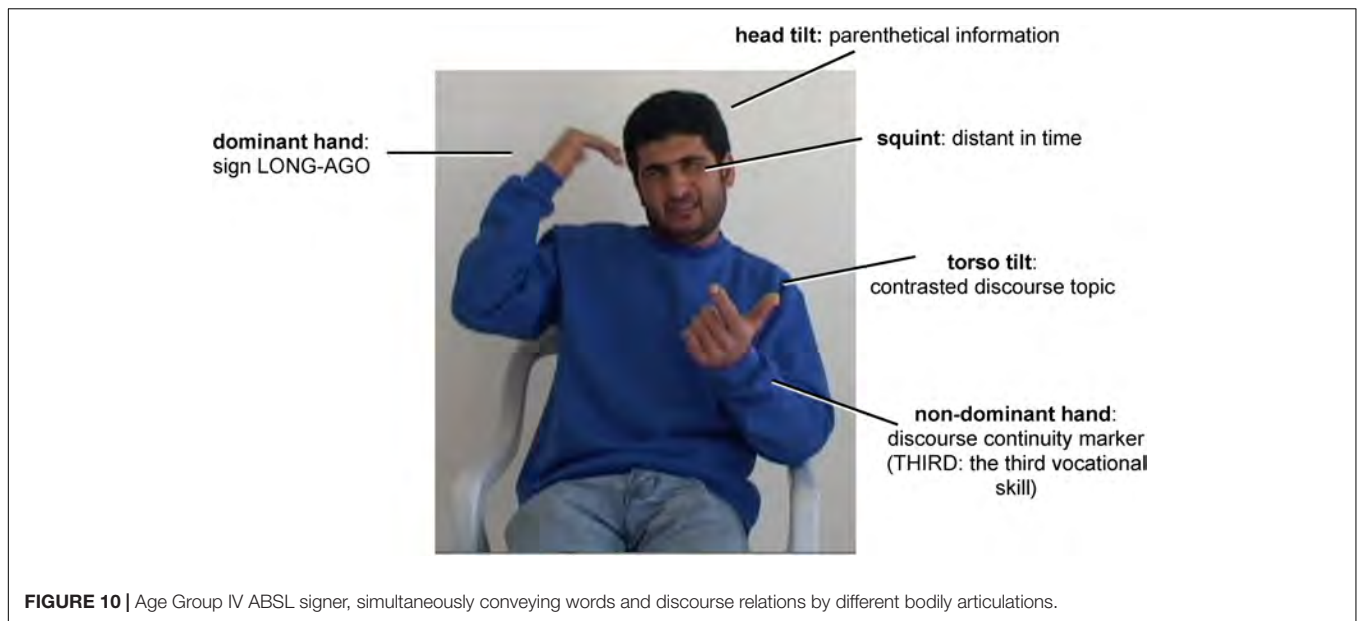 head tilt: parenthetical information
dominant hand:
sign LONG-AGO
squint: distant in time
torso tilt:
contrasted discourse topic
non-dominant hand:
discourse continuity marker
(THIRD: the third vocational
skill)
FIGURE 10 | Age Group IV ABSL signer, simultaneously conveying words and discourse relations by different bodily articulations.